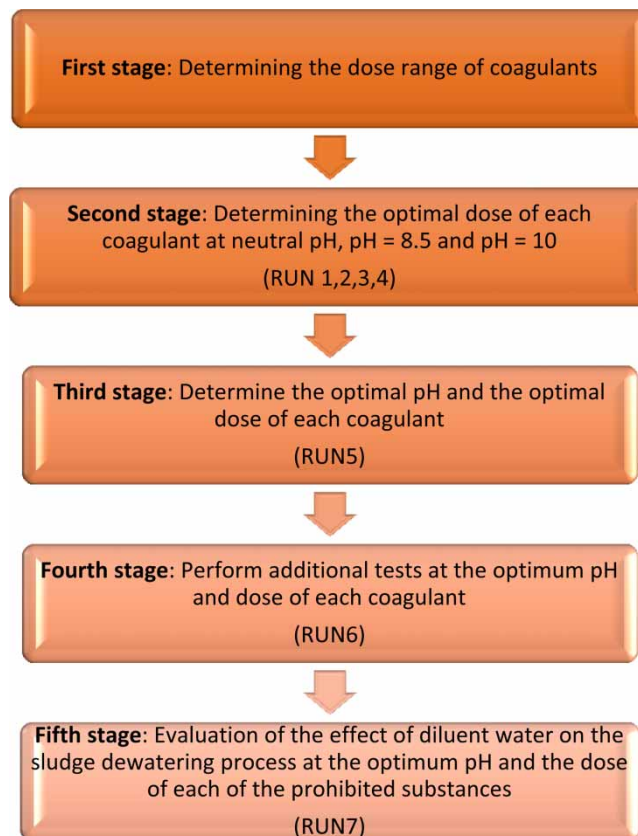 First stage: Determining the dose range of coagulants
Second stage: Determining the optimal dose of each
coagulant at neutral pH, pH = 8.5 and pH = 10
(RUN 1,2,3,4)
Third stage: Determine the optimal pH and the optimal
dose of each coagulant
(RUN5)
Fourth stage: Perform additional tests at the optimum pH
and dose of each coagulant
(RUN6)
Fifth stage: Evaluation of the effect of diluent water on the
sludge dewatering process at the optimum pH and the dose
of each of the prohibited substances
(RUN7)